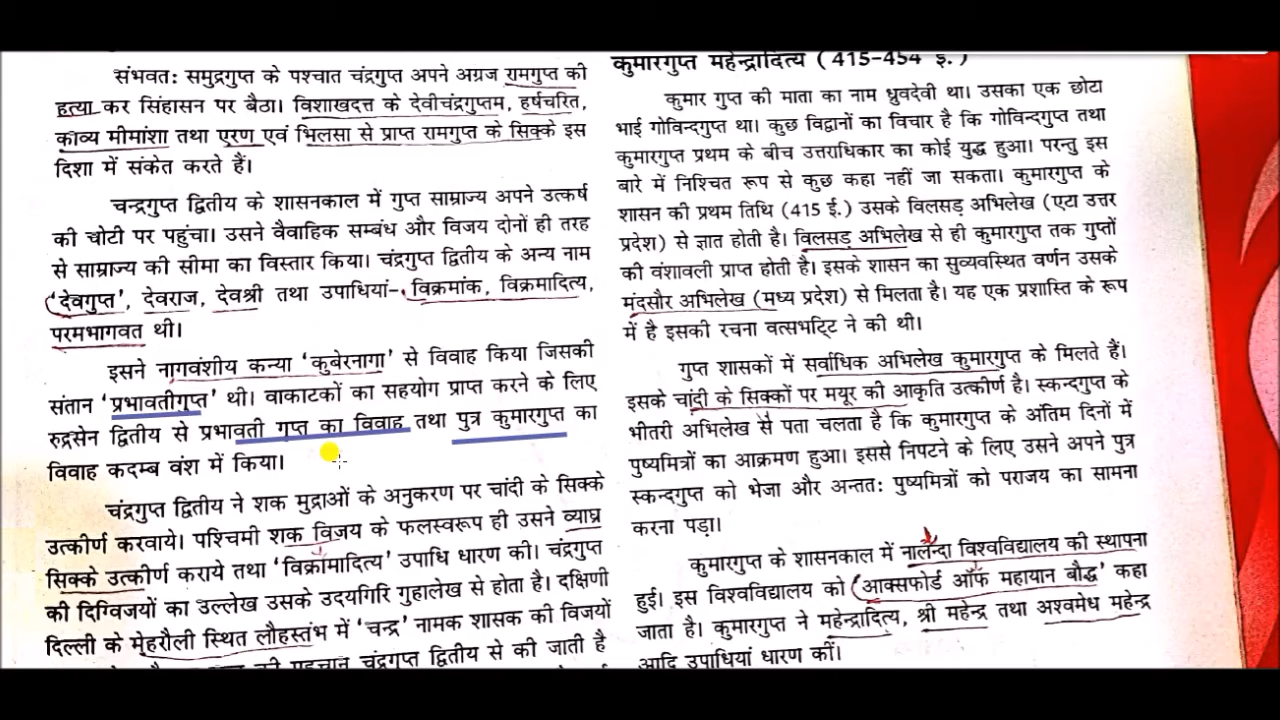 संभवतः समुद्रगुप्त के पश्चात चंद्रगुप्त अपने अग्रज रामगुप्त की
हत्या कर सिंहासन पर बैठा। विशाखदत्त के देवीचंद्रगुप्तम, हर्षचरित,
काव्य मीमांशा तथा एरण एवं भिलसा से प्राप्त रामगुप्त के सिक्के इस
दिशा में संकेत करते हैं।
चन्द्रगुप्त द्वितीय के शासनकाल में गुप्त साम्राज्य अपने उत्कर्ष
की चोटी पर पहुंचा। उसने वैवाहिक सम्बंध और विजय दोनों ही तरह
से साम्राज्य की सीमा का विस्तार किया। चंद्रगुप्त द्वितीय के अन्य नाम
'देवगुप्त', देवराज, देवश्री तथा उपाधियां- विक्रमांक, विक्रमादित्य,
परमभागवत थी।
इसने नागवंशीय कन्या 'कुबेरनागा' से विवाह किया जिसकी
संतान 'प्रभावतीगुप्त' थी। वाकाटकों का सहयोग प्राप्त करने के लिए
रुद्रसेन द्वितीय से प्रभावती गुप्त का विवाह तथा पुत्र कुमारगुप्त का
विवाह कदम्ब वंश में किया।
चंद्रगुप्त द्वितीय ने शक मुद्राओं के अनुकरण पर चांदी के सिक्के
उत्कीर्ण करवाये। पश्चिमी शक विजय के फलस्वरूप ही उसने व्याघ्र
सिक्के उत्कीर्ण कराये तथा 'विक्रामादित्य' उपाधि धारण की। चंद्रगुप्त
की दिग्विजयों का उल्लेख उसके उदयगिरि गुहालेख से होता है। दक्षिणी
दिल्ली के मेहरौली स्थित लौहस्तंभ में 'चन्द्र' नामक शासक की विजयों
की पहचान चंद्रगुप्त द्वितीय से की जाती है
कुमारगुप्त महेन्द्रादित्य (415-454 ई.)
कुमार गुप्त की माता का नाम ध्रुवदेवी था। उसका एक छोटा
भाई गोविन्दगुप्त था। कुछ विद्वानों का विचार है कि गोविन्दगुप्त तथा
कुमारगुप्त प्रथम के बीच उत्तराधिकार का कोई युद्ध हुआ। परन्तु इस
बारे में निश्चित रूप से कुछ कहा नहीं जा सकता। कुमारगुप्त के
शासन की प्रथम तिथि (415 ई.) उसके विलसड़ अभिलेख (एटा उत्तर
प्रदेश) से ज्ञात होती है। विलसड़ अभिलेख से ही कुमारगुप्त तक गुप्तों
की वंशावली प्राप्त होती है। इसके शासन का सुव्यवस्थित वर्णन उसके
मंदसौर अभिलेख (मध्य प्रदेश) से मिलता है। यह एक प्रशास्ति के रूप
में है इसकी रचना वत्सभट्टि ने की थी।
गुप्त शासकों में सर्वाधिक अभिलेख कुमारगुप्त के मिलते हैं।
इसके चांदी के सिक्कों पर मयूर की आकृति उत्कीर्ण है। स्कन्दगुप्त के
भीतरी अभिलेख से पता चलता है कि कुमारगुप्त के अंतिम दिनों में
पुष्यमित्रों का आक्रमण हुआ। इससे निपटने के लिए उसने अपने पुत्र
स्कन्दगुप्त को भेजा और अन्ततः पुष्यमित्रों को पराजय का सामना
करना पड़ा।
कुमारगुप्त के शासनकाल में नालन्दा विश्वविद्यालय की स्थापना
हुई। इस विश्वविद्यालय को 'आक्सफोर्ड ऑफ महायान बौद्ध' कहा
जाता है। कुमारगुप्त ने महेन्द्रादित्य, श्री महेन्द्र तथा अश्वमेध महेन्द्र
आदि उपाधियां धारण कीं।